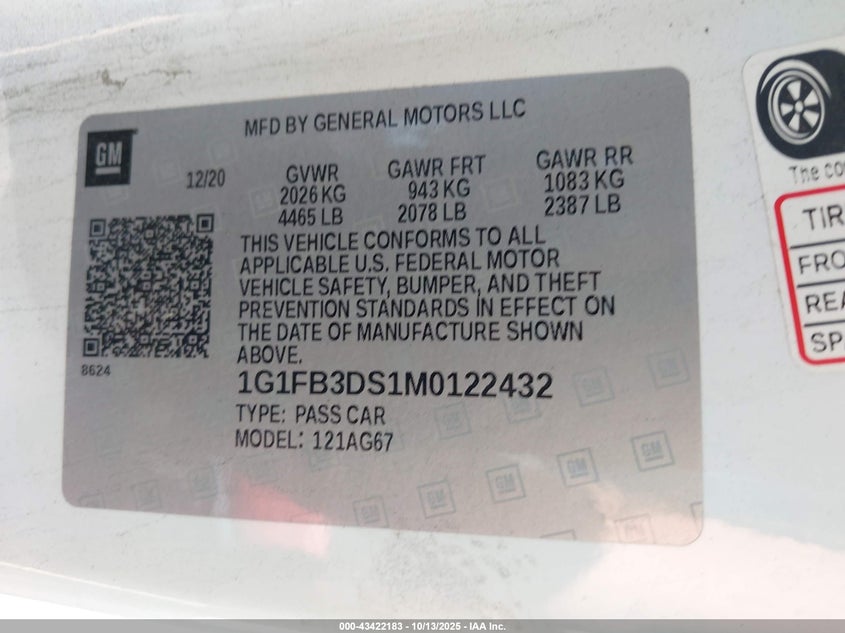 MFD BY GENERAL MOTORS LLC
GM
12/20
GVWR
2026 KG
4465 LB
GAWR FRT
943 KG
2078 LB
GAWR RR
1083 KG
2387 LB
THIS VEHICLE CONFORMS TO ALL
APPLICABLE U.S. FEDERAL MOTOR
VEHICLE SAFETY, BUMPER, AND THEFT
PREVENTION STANDARDS IN EFFECT ON
THE DATE OF MANUFACTURE SHOWN
ABOVE.
8624
1G1FB3DS1M0122432
TYPE: PASS CAR
MODEL: 121AG67
The co
TIR
FRO
REA
SP
000-43422183 - 10/13/2025 - IAA Inc.